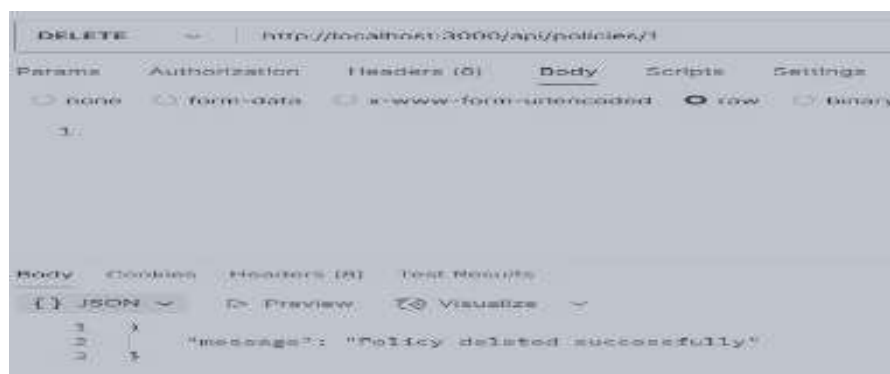 DELETE http://localhost:3000/api/policies/1
Params Authorization Headers (8) Body Scripts Settings
none form-data x-www-form-urlencoded raw binary
1
Body Cookies Headers (8) Test Results
{} JSON Preview Visualize
1 {
2 "message": "Policy deleted successfully"
3 }